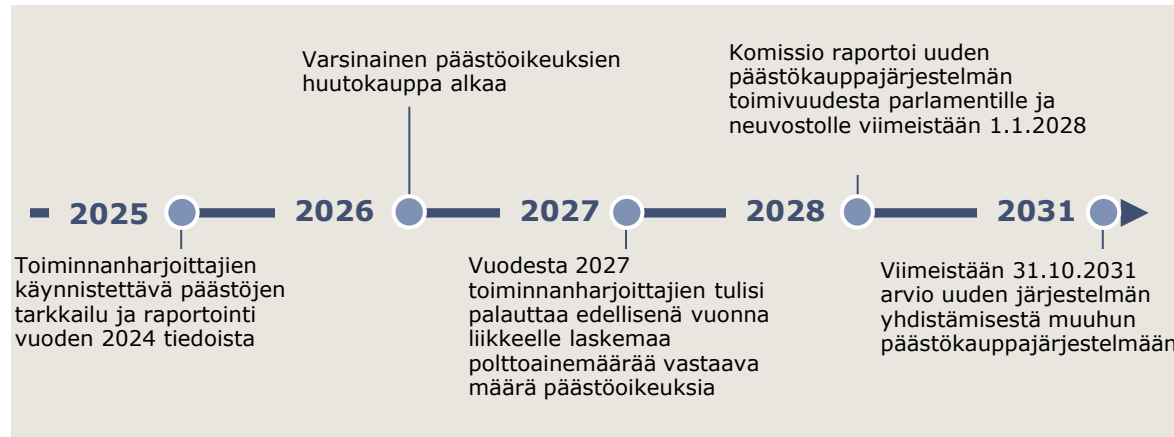 Varsinainen päästöoikeuksien
huutokauppa alkaa
Komissio raportoi uuden
päästökauppajärjestelmän
toimivuudesta parlamentille ja
neuvostolle viimeistään 1.1.2028
2025
2026
2027
2028
2031
Toiminnanharjoittajien
käynnistettävä päästöjen
tarkkailu ja raportointi
vuoden 2024 tiedoista
Vuodesta 2027
toiminnanharjoittajien tulisi
palauttaa edellisenä vuonna
liikkeelle laskemaa
polttoainemäärää vastaava
määrä päästöoikeuksia
Viimeistään 31.10.2031
arvio uuden järjestelmän
yhdistämisestä muuhun
päästökauppajärjestelmään